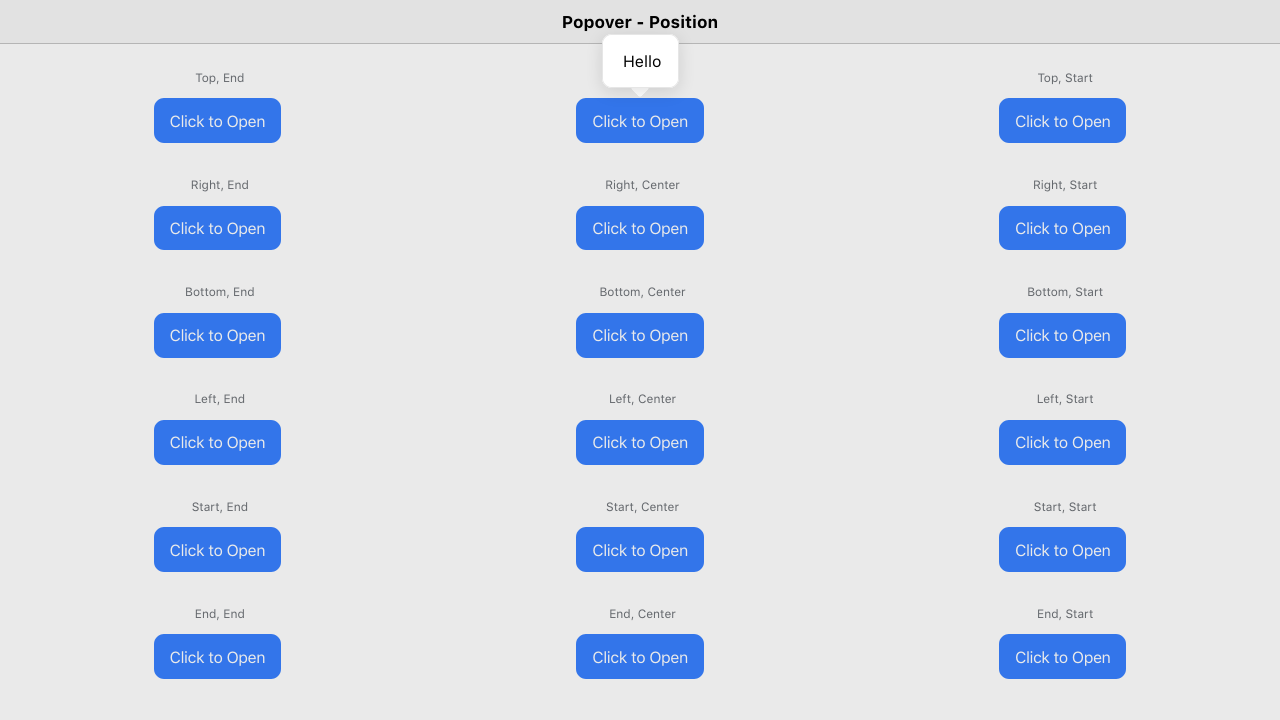 Popover - Position
Hello
Top, End
Top, Start
Click to Open
Click to Open
Click to Open
Right, End
Right, Center
Right, Start
Click to Open
Click to Open
Click to Open
Bottom, End
Bottom, Center
Bottom, Start
Click to Open
Click to Open
Click to Open
Left, End
Left, Center
Left, Start
Click to Open
Click to Open
Click to Open
Start, End
Start, Center
Start, Start
Click to Open
Click to Open
Click to Open
End, End
End, Center
End, Start
Click to Open
Click to Open
Click to Open